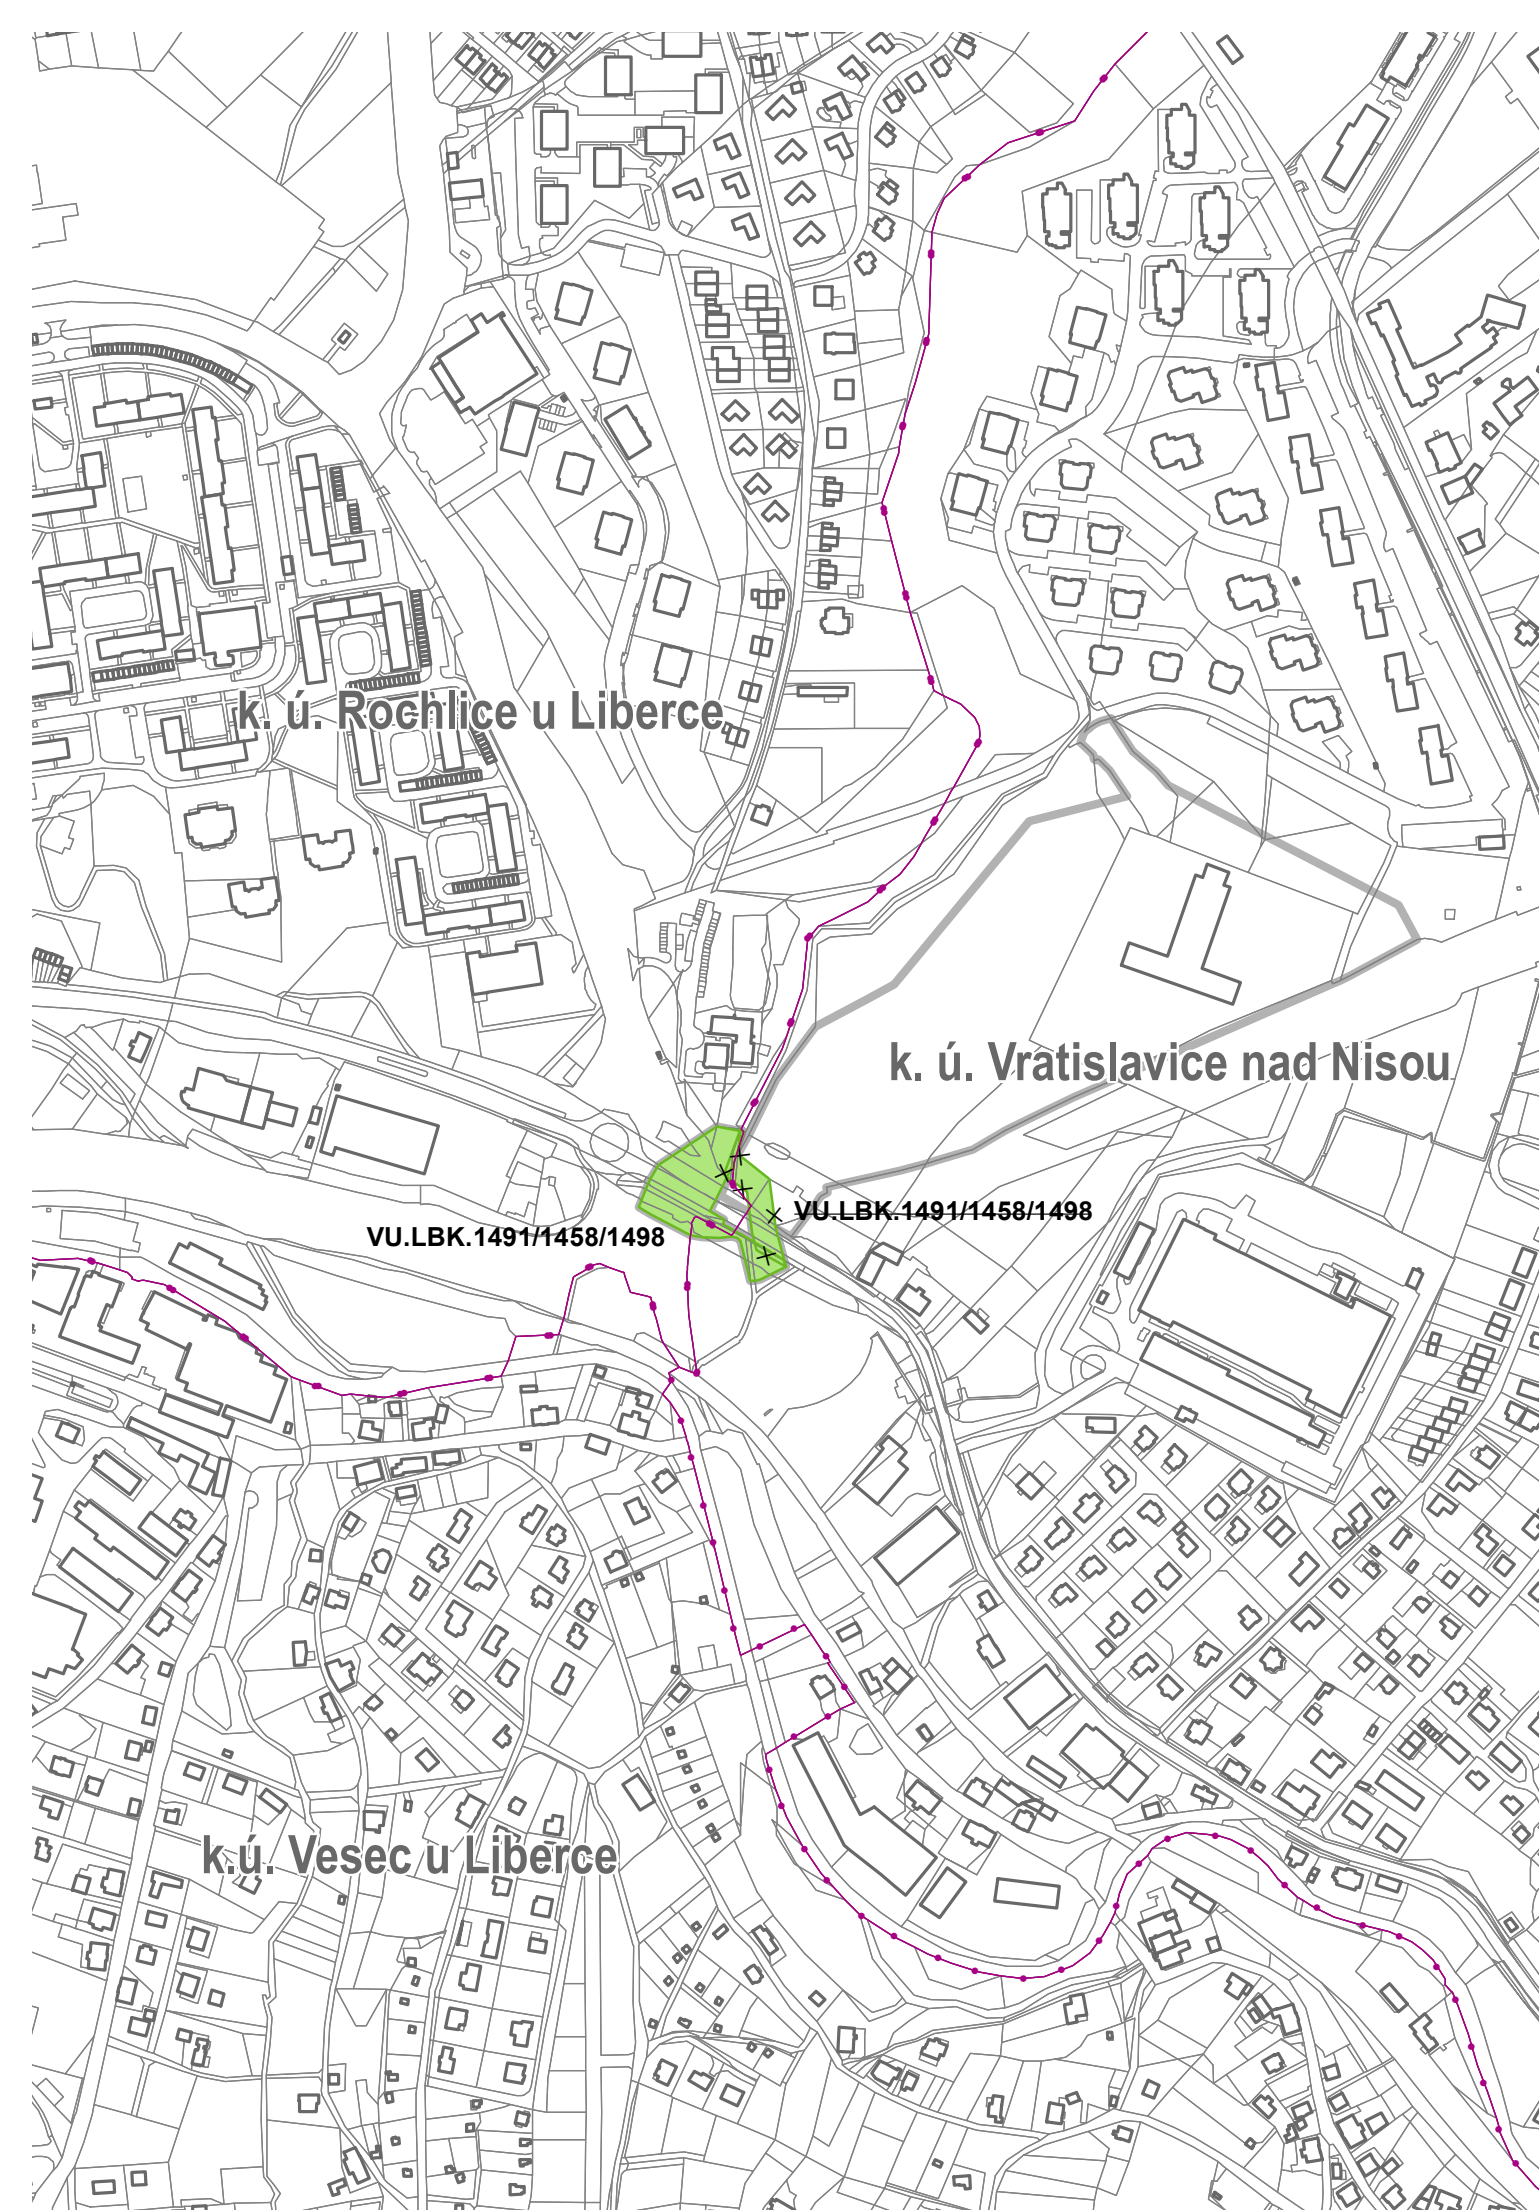 k. ú. Rochlice u Liberce
k. ú. Vratislavice nad Nisou
VU.LBK.1491/1458/1498
VU.LBK.1491/1458/1498
k.ú. Vesec u Liberce